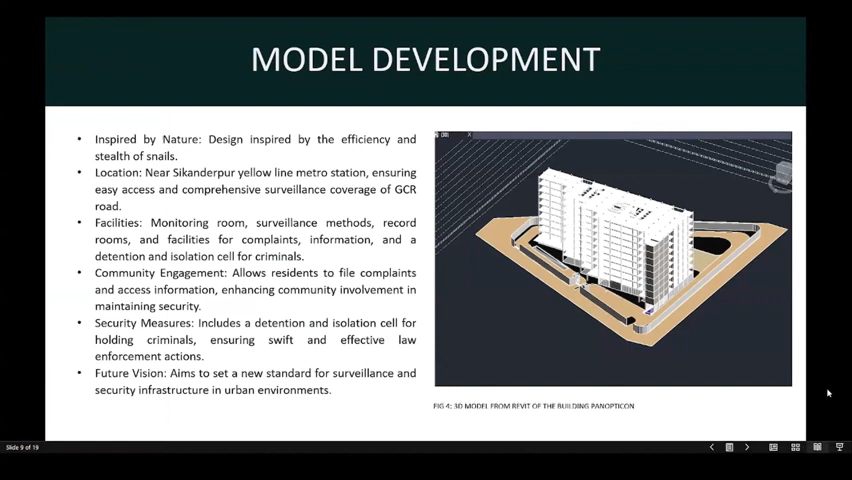 MODEL DEVELOPMENT
• Inspired by Nature: Design inspired by the efficiency and
stealth of snails.
• Location: Near Sikanderpur yellow line metro station, ensuring
easy access and comprehensive surveillance coverage of GCR
road.
• Facilities: Monitoring room, surveillance methods, record
rooms, and facilities for complaints, information, and a
detention and isolation cell for criminals.
• Community Engagement: Allows residents to file complaints
and access information, enhancing community involvement in
maintaining security.
• Security Measures: Includes a detention and isolation cell for
holding criminals, ensuring swift and effective law
enforcement actions.
• Future Vision: Aims to set a new standard for surveillance and
security infrastructure in urban environments.
FIG 4: 3D MODEL FROM REVIT OF THE BUILDING PANOPTICON
Slide 9 of 19